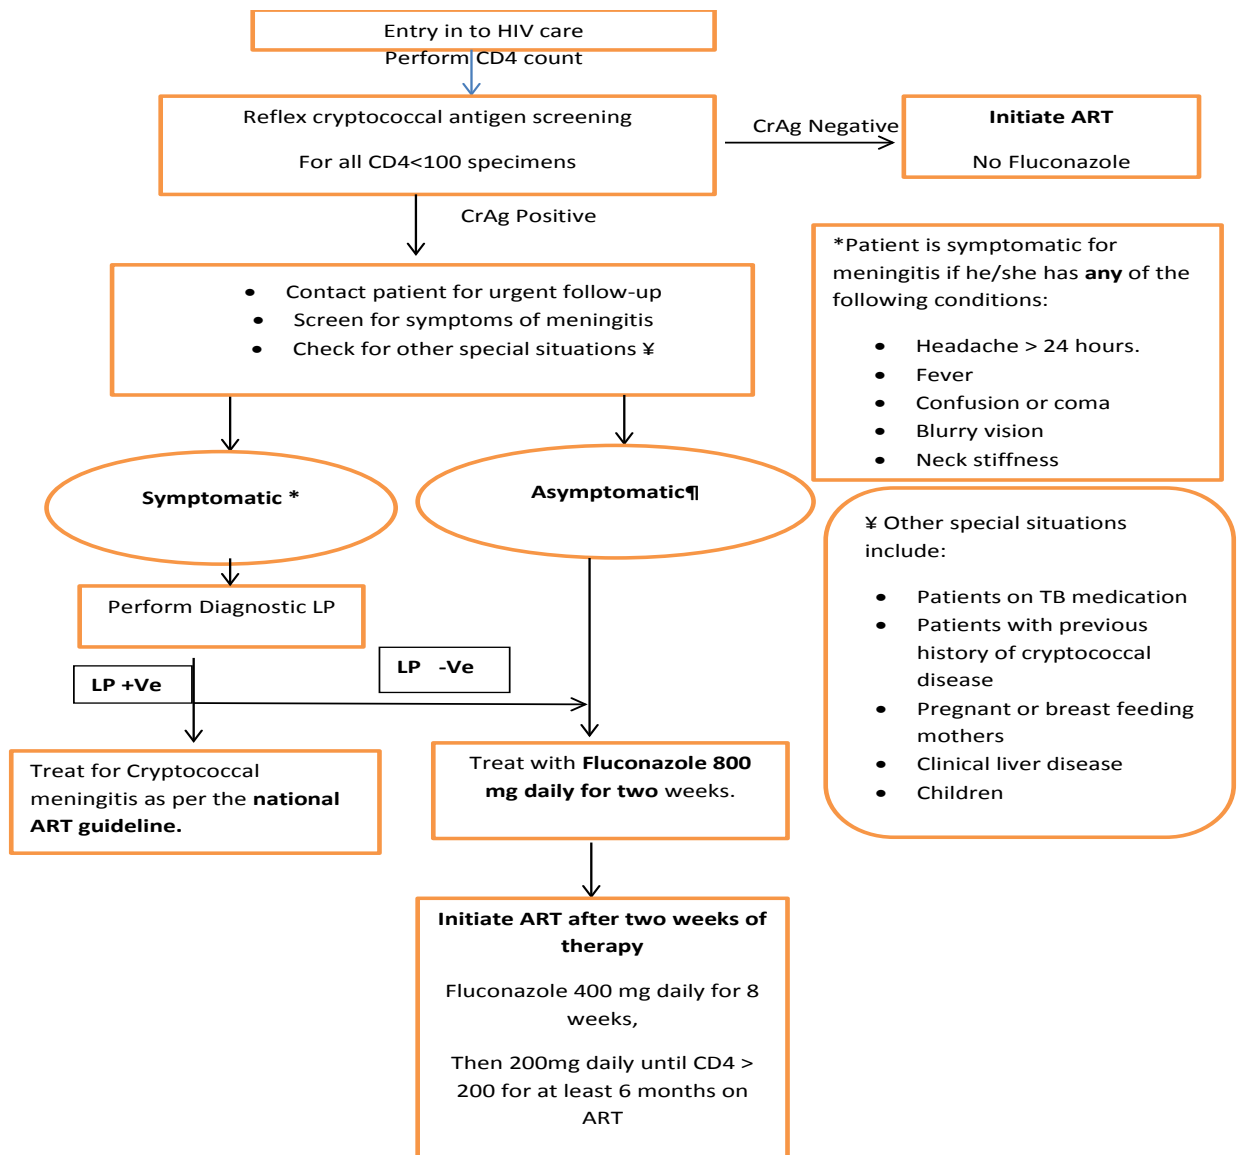 Entry in to HIV care
Perform CD4 count
Reflex cryptococcal antigen screening
For all CD4<100 specimens
CrAg Negative
Initiate ART
No Fluconazole
CrAg Positive
• Contact patient for urgent follow-up
• Screen for symptoms of meningitis
• Check for other special situations ¥
*Patient is symptomatic for
meningitis if he/she has any of the
following conditions:
• Headache > 24 hours.
• Fever
• Confusion or coma
• Blurry vision
• Neck stiffness
Symptomatic *
Asymptomatic¶
¥ Other special situations
include:
• Patients on TB medication
• Patients with previous
history of cryptococcal
disease
• Pregnant or breast feeding
mothers
• Clinical liver disease
• Children
Perform Diagnostic LP
LP +Ve
LP -Ve
Treat for Cryptococcal
meningitis as per the national
ART guideline.
Treat with Fluconazole 800
mg daily for two weeks.
Initiate ART after two weeks of
therapy
Fluconazole 400 mg daily for 8
weeks,
Then 200mg daily until CD4 >
200 for at least 6 months on
ART